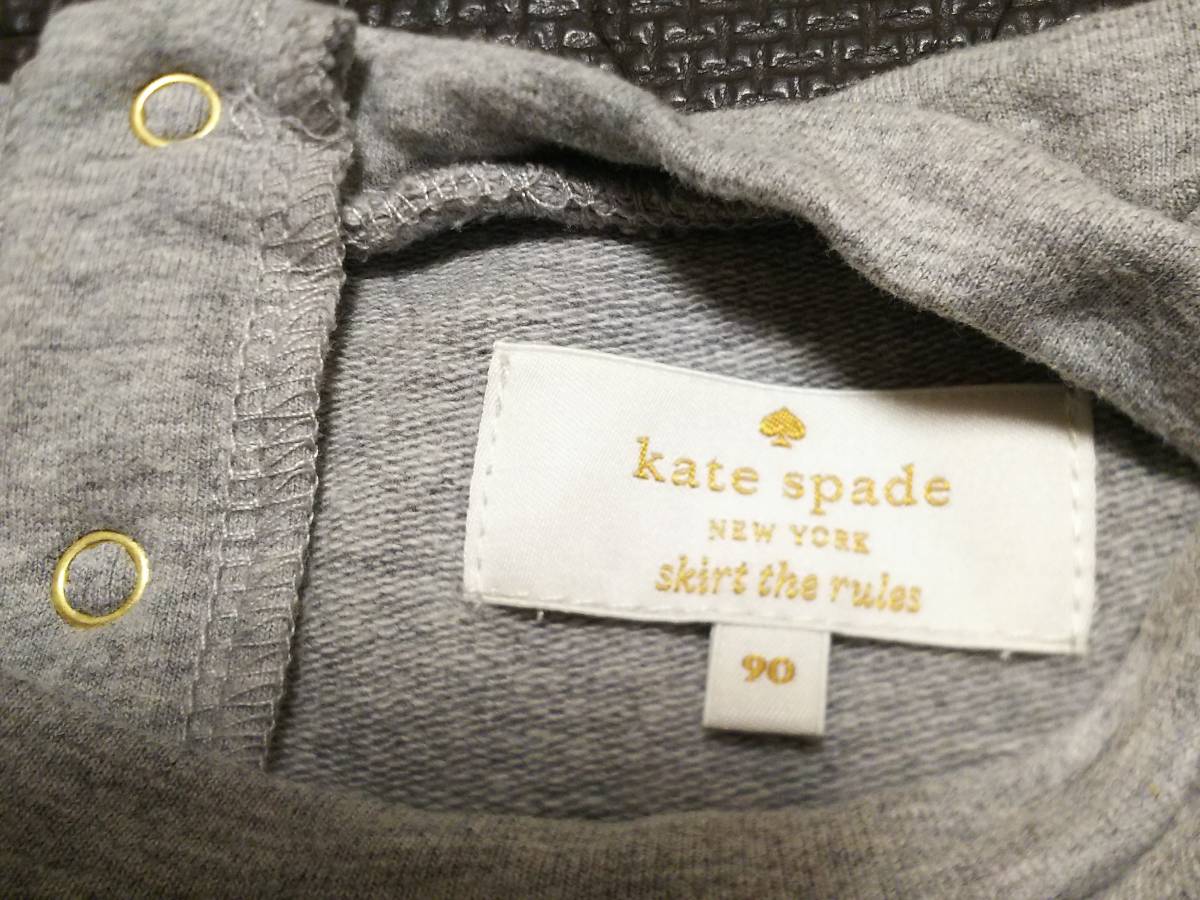 kate spade
NEW YORK
skirt the rules
90